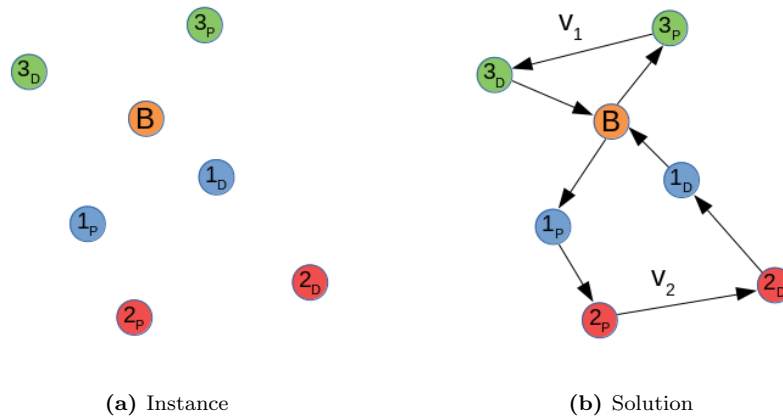 3P
3D
B
1D
1P
2D
2P
(a) Instance
V1
3P
3D
B
1D
1P
V2
2D
2P
(b) Solution